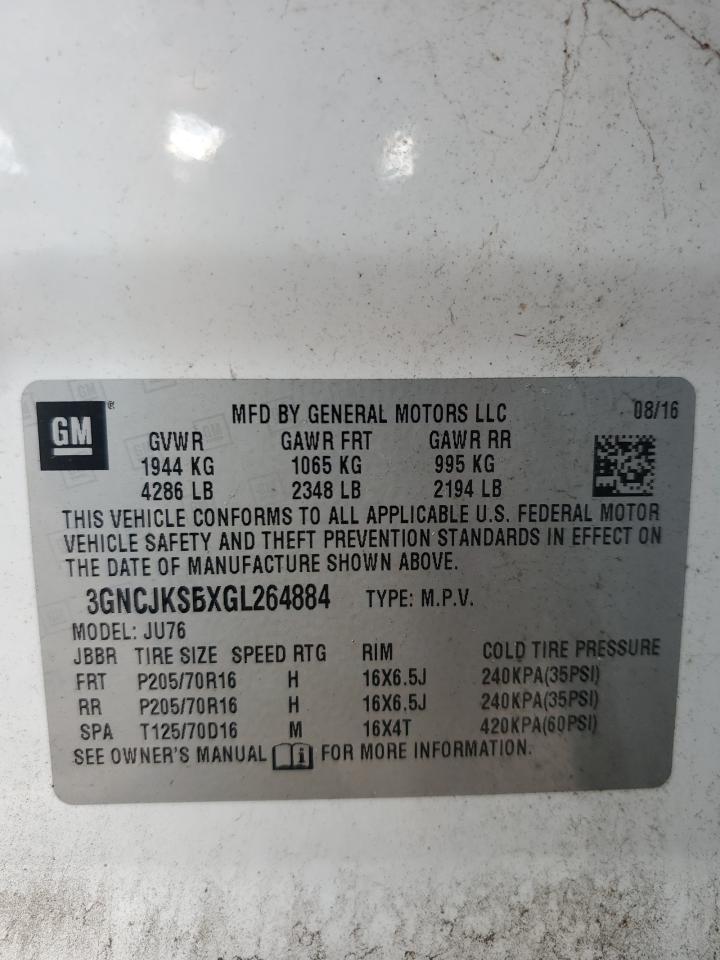 GM ®
MFD BY GENERAL MOTORS LLC 08/16
GVWR GAWR FRT GAWR RR
1944 KG 1065 KG 995 KG
4286 LB 2348 LB 2194 LB
THIS VEHICLE CONFORMS TO ALL APPLICABLE U.S. FEDERAL MOTOR
VEHICLE SAFETY AND THEFT PREVENTION STANDARDS IN EFFECT ON
THE DATE OF MANUFACTURE SHOWN ABOVE.
3GNCJKSBXGL264884 TYPE: M.P.V.
MODEL: JU76
JBBR TIRE SIZE SPEED RTG RIM COLD TIRE PRESSURE
FRT P205/70R16 H 16X6.5J 240KPA(35PSI)
RR P205/70R16 H 16X6.5J 240KPA(35PSI)
SPA T125/70D16 M 16X4T 420KPA(60PSI)
SEE OWNER'S MANUAL i FOR MORE INFORMATION.